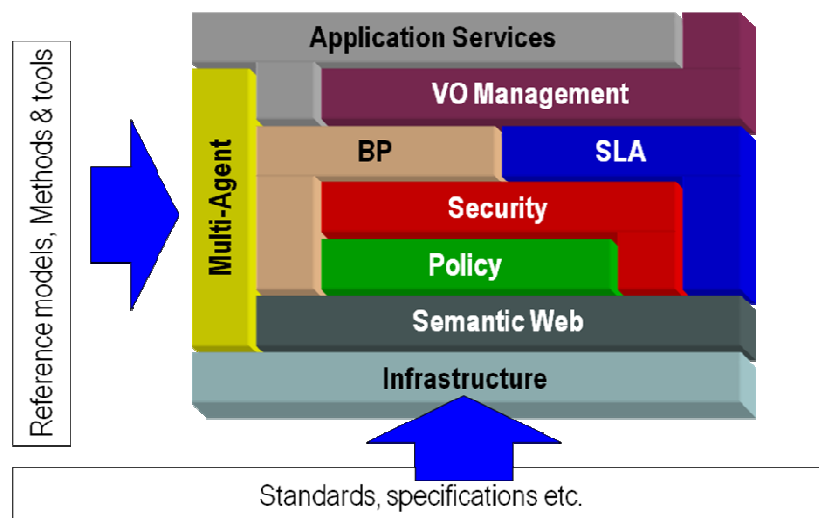 Application Services
VO Management
BP
SLA
Security
Policy
Semantic Web
Infrastructure
Multi-Agent
Reference models, Methods & tools
Standards, specifications etc.